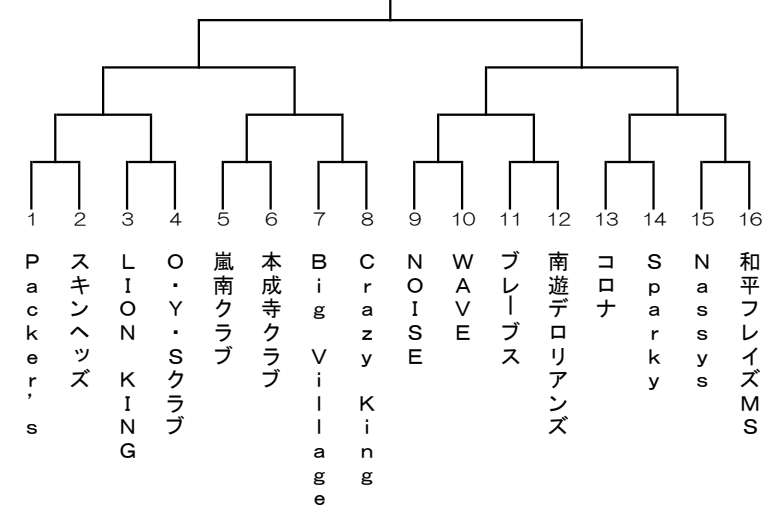 1 2 3 4 5 6 7 8 9 10 11 12 13 14 15 16
Packer's
スキンヘッズ
LION KING
O・Y・Sクラブ
嵐南クラブ
本成寺クラブ
Big Village
Crazy King
NOISE
WAVE
ブレーブス
南遊デロリアンズ
コロナ
Sparky
Nassys
和平フレイズMS